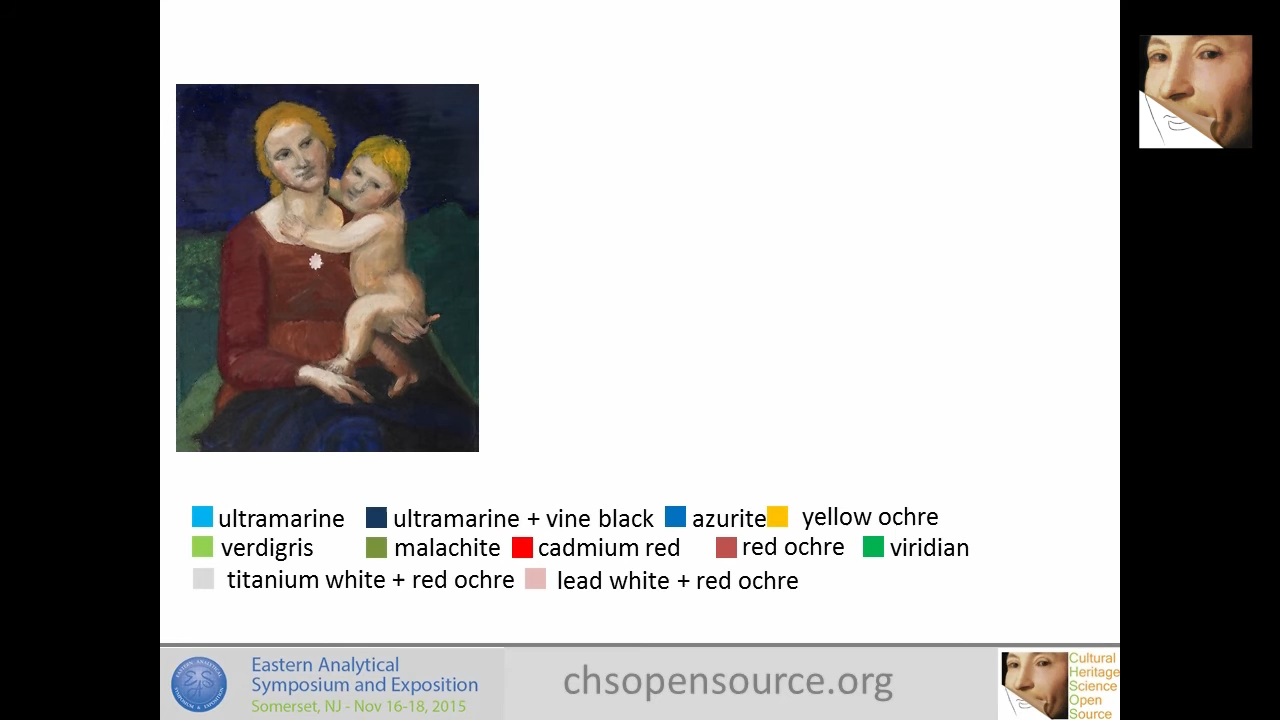 ultramarine ultramarine + vine black azurite yellow ochre
verdigris malachite cadmium red red ochre viridian
titanium white + red ochre lead white + red ochre
Eastern Analytical
Symposium and Exposition
Somerset, NJ - Nov 16-18, 2015
chsopensource.org
Cultural
Heritage
Science
Open
Source